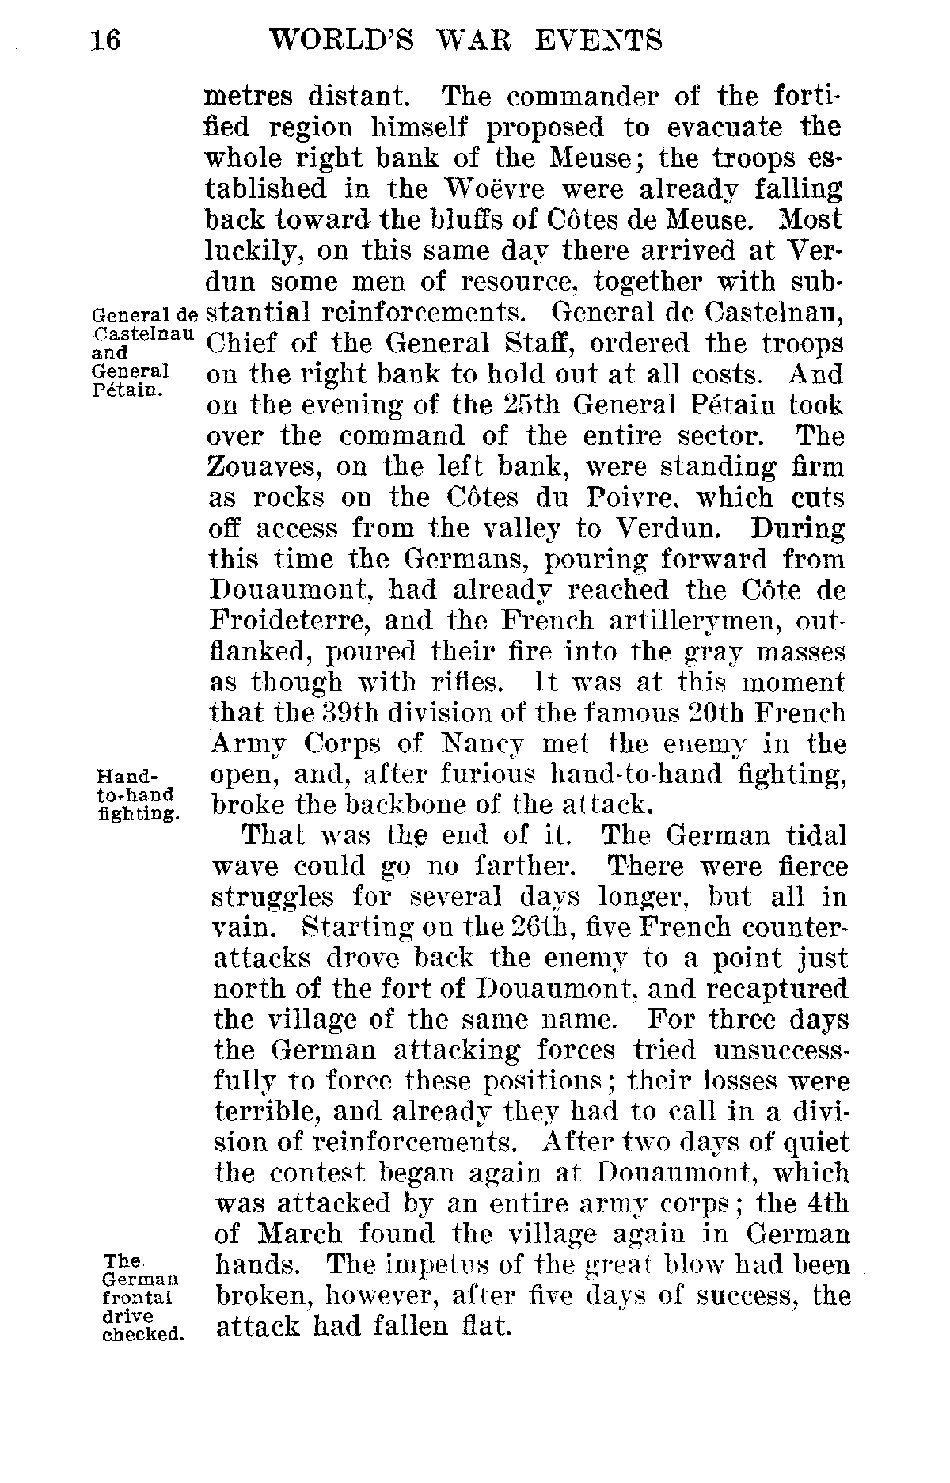 16 WORLD'S WAR EVENTS
metres distant. The commander of the forti-
fied region himself proposed to evacuate the
whole right bank of the Meuse; the troops es-
tablished in the Woëvre were already falling
back toward the bluffs of Côtes de Meuse. Most
luckily, on this same day there arrived at Ver-
dun some men of resource, together with sub-
General de
Castelnau
and
General
Pétain.
stantial reinforcements. General de Castelnau,
Chief of the General Staff, ordered the troops
on the right bank to hold out at all costs. And
on the evening of the 25th General Pétain took
over the command of the entire sector. The
Zouaves, on the left bank, were standing firm
as rocks on the Côtes du Poivre, which cuts
off access from the valley to Verdun. During
this time the Germans, pouring forward from
Douaumont, had already reached the Côte de
Froideterre, and the French artillerymen, out-
flanked, poured their fire into the gray masses
as though with rifles. It was at this moment
that the 39th division of the famous 20th French
Army Corps of Nancy met the enemy in the
Hand-
to-hand
fighting.
open, and, after furious hand-to-hand fighting,
broke the backbone of the attack.
That was the end of it. The German tidal
wave could go no farther. There were fierce
struggles for several days longer, but all in
vain. Starting on the 26th, five French counter-
attacks drove back the enemy to a point just
north of the fort of Douaumont, and recaptured
the village of the same name. For three days
the German attacking forces tried unsuccess-
fully to force these positions; their losses were
terrible, and already they had to call in a divi-
sion of reinforcements. After two days of quiet
the contest began again at Douaumont, which
was attacked by an entire army corps; the 4th
of March found the village again in German
The
German
frontal
drive
checked.
hands. The impetus of the great blow had been
broken, however, after five days of success, the
attack had fallen flat.